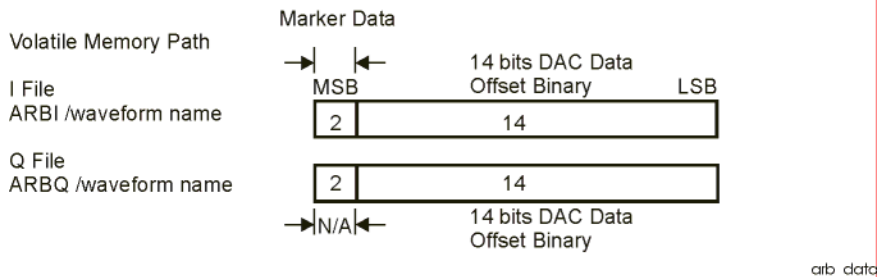 Marker Data
Volatile Memory Path
14 bits DAC Data
Offset Binary
MSB
LSB
I File
ARBI /waveform name
2
14
Q File
ARBQ /waveform name
2
14
N/A
14 bits DAC Data
Offset Binary
arb data